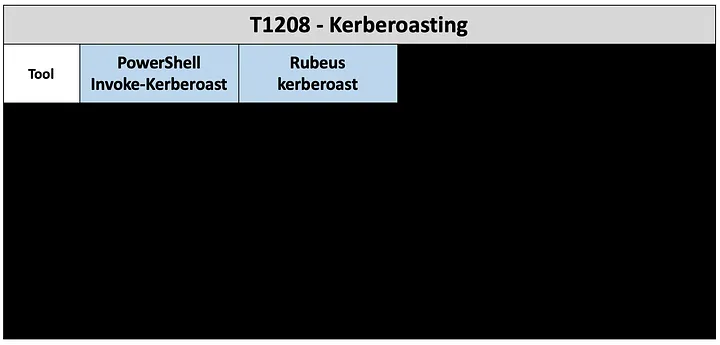 T1208 - Kerberoasting
Tool
PowerShell
Invoke-Kerberoast
Rubeus
kerberoast